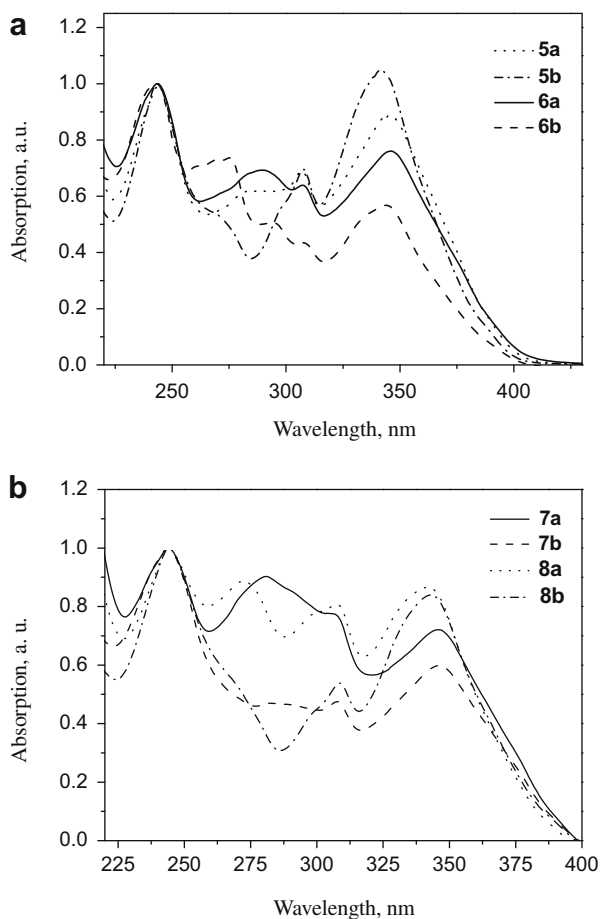 a
1.2
1.0
0.8
0.6
0.4
0.2
0.0
Absorption, a.u.
5a
5b
6a
6b
250
300
350
400
Wavelength, nm
b
1.2
1.0
0.8
0.6
0.4
0.2
0.0
Absorption, a. u.
7a
7b
8a
8b
225
250
275
300
325
350
375
400
Wavelength, nm